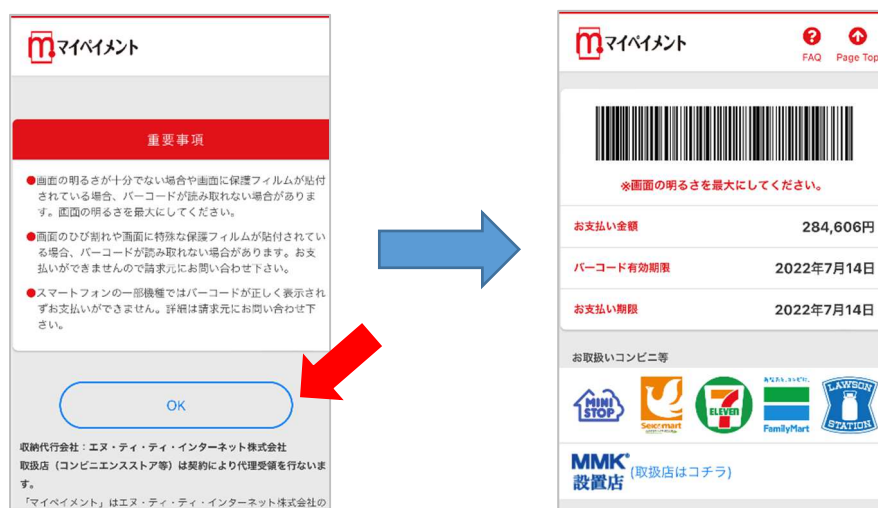 マイペイメント
重要事項
●画面の明るさが十分でない場合や画面に保護フィルムが貼付
されている場合、バーコードが読み取れない場合がありま
す。画面の明るさを最大にしてください。
●画面のひび割れや画面に特殊な保護フィルムが貼付されてい
る場合、バーコードが読み取れない場合があります。お支
払いができませんので請求元にお問い合わせ下さい。
●スマートフォンの一部機種ではバーコードが正しく表示され
ずお支払いができません。詳細は請求元にお問い合わせ下
さい。
OK
収納代行会社：エヌ・ティ・ティ・インターネット株式会社
取扱店（コンビニエンスストア等）は契約により代理受領を行ないま
す。
「マイペイメント」はエヌ・ティ・ティ・インターネット株式会社の
マイペイメント
FAQ Page Top
※画面の明るさを最大にしてください。
お支払い金額 284,606円
バーコード有効期限 2022年7月14日
お支払い期限 2022年7月14日
お取扱いコンビニ等
MINI
STOP
Seicomart
ELEVEN
あなたと、コンビに、
FamilyMart
LAWSON
STATION
MMK
設置店 (取扱店はコチラ)